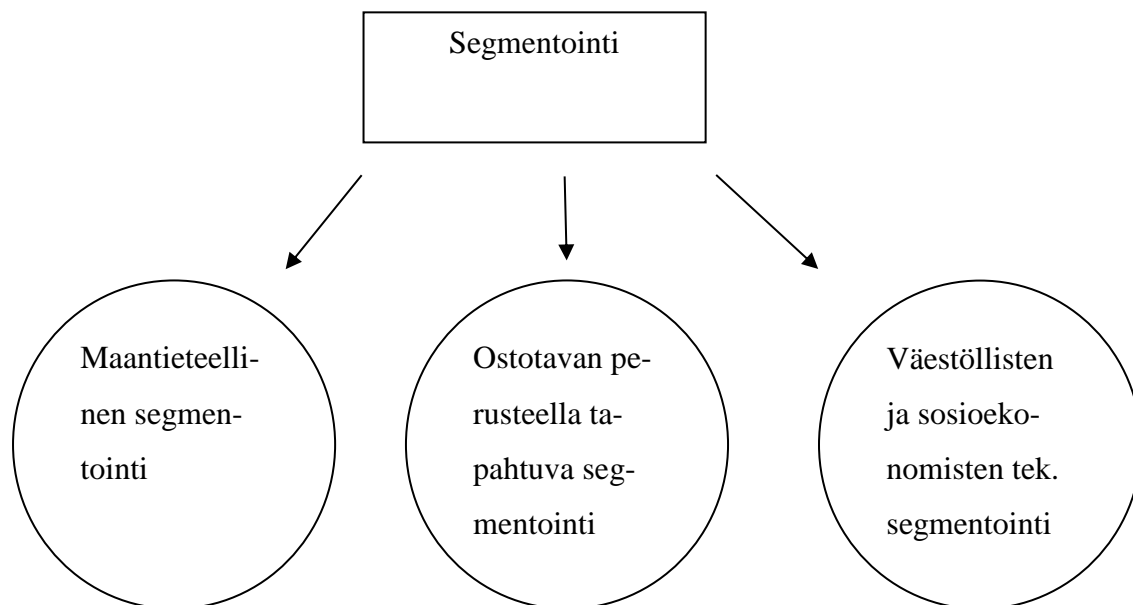 Segmentointi
Maantieteelli-
nen segmen-
tointi
Ostotavan pe-
rusteella ta-
pahtuva seg-
mentointi
Väestöllisten
ja sosioeko-
nomisten tek.
segmentointi